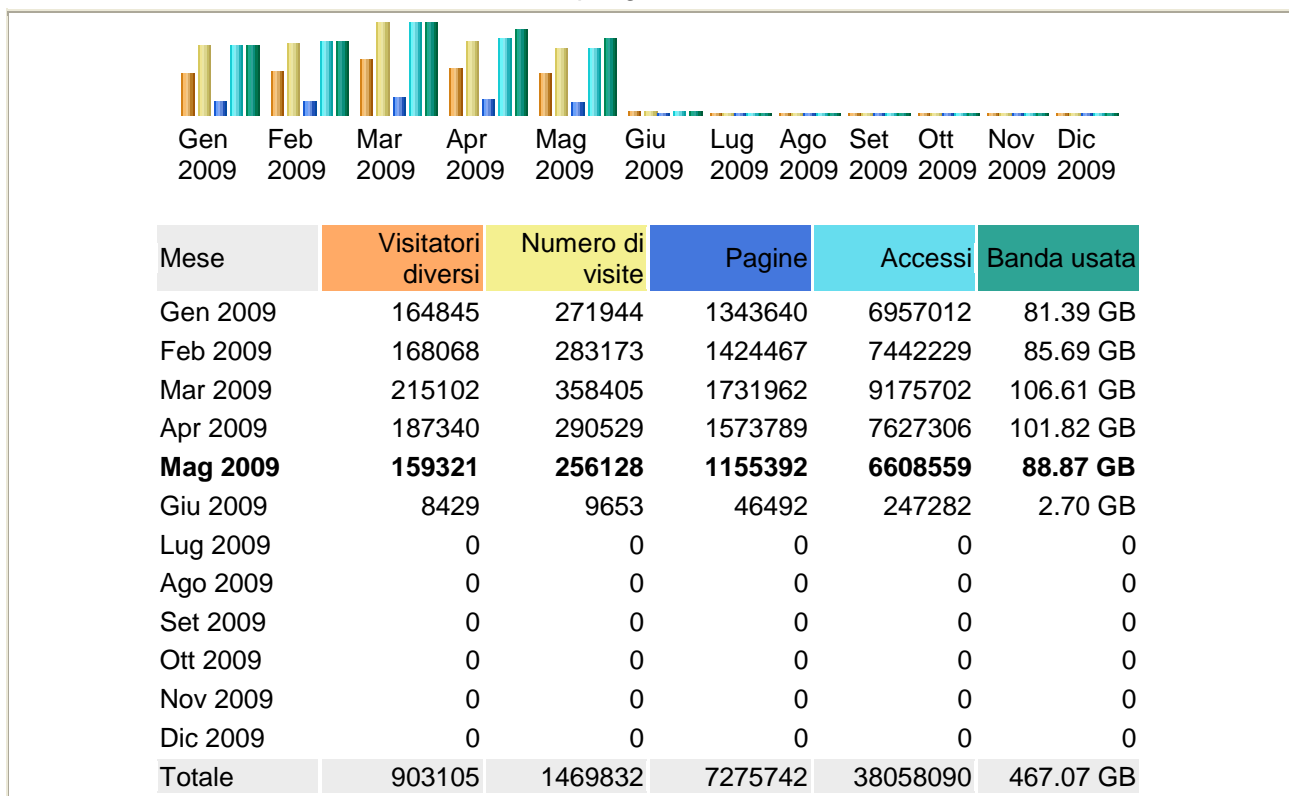 Gen Feb Mar Apr Mag Giu Lug Ago Set Ott Nov Dic
2009 2009 2009 2009 2009 2009 2009 2009 2009 2009 2009 2009
Mese Visitatori diversi Numero di visite Pagine Accessi Banda usata
Gen 2009 164845 271944 1343640 6957012 81.39 GB
Feb 2009 168068 283173 1424467 7442229 85.69 GB
Mar 2009 215102 358405 1731962 9175702 106.61 GB
Apr 2009 187340 290529 1573789 7627306 101.82 GB
Mag 2009 159321 256128 1155392 6608559 88.87 GB
Giu 2009 8429 9653 46492 247282 2.70 GB
Lug 2009 0 0 0 0 0
Ago 2009 0 0 0 0 0
Set 2009 0 0 0 0 0
Ott 2009 0 0 0 0 0
Nov 2009 0 0 0 0 0
Dic 2009 0 0 0 0 0
Totale 903105 1469832 7275742 38058090 467.07 GB